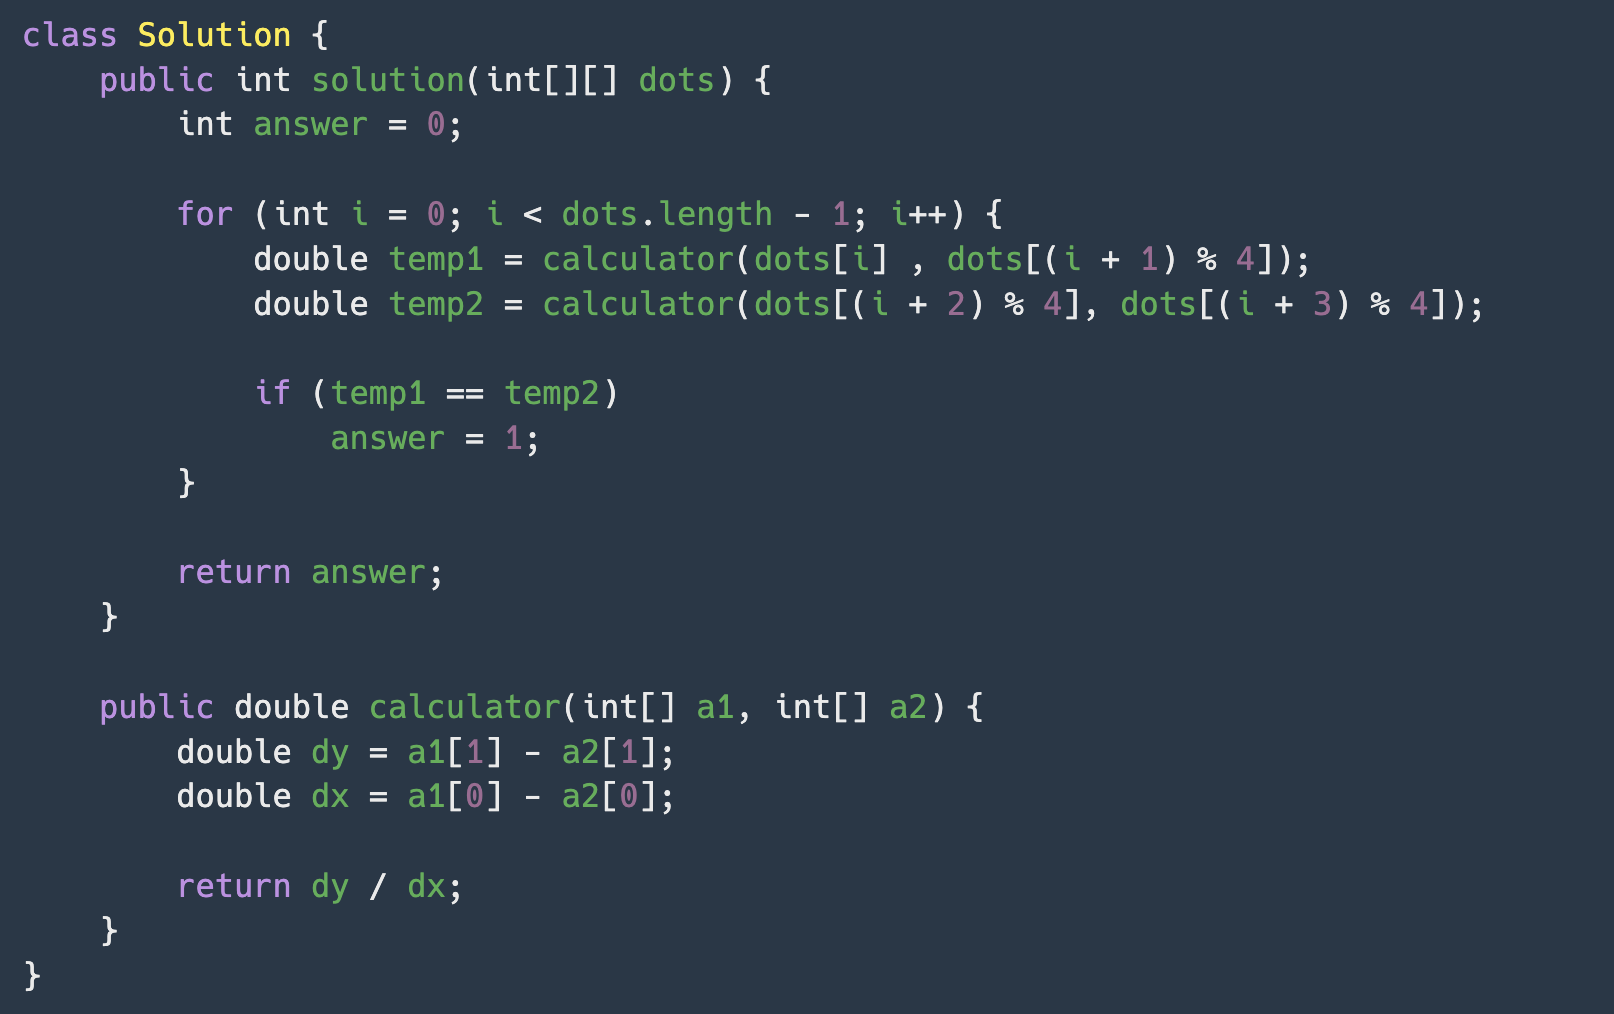 class Solution {
    public int solution(int[][] dots) {
        int answer = 0;

        for (int i = 0; i < dots.length - 1; i++) {
            double temp1 = calculator(dots[i] , dots[(i + 1) % 4]);
            double temp2 = calculator(dots[(i + 2) % 4], dots[(i + 3) % 4]);

            if (temp1 == temp2)
                answer = 1;
        }

        return answer;
    }

    public double calculator(int[] a1, int[] a2) {
        double dy = a1[1] - a2[1];
        double dx = a1[0] - a2[0];

        return dy / dx;
    }
}